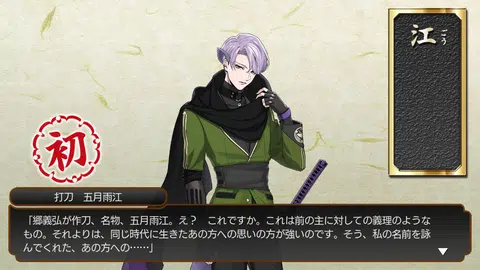 江
ごう
初
打刀 五月雨江
「郷義弘が作刀、名物、五月雨江。え? これですか。これは前の主に対しての義理のような
もの。それよりは、同じ時代に生きたあの方への思いの方が強いのです。そう、私の名前を詠
んでくれた、あの方への……」